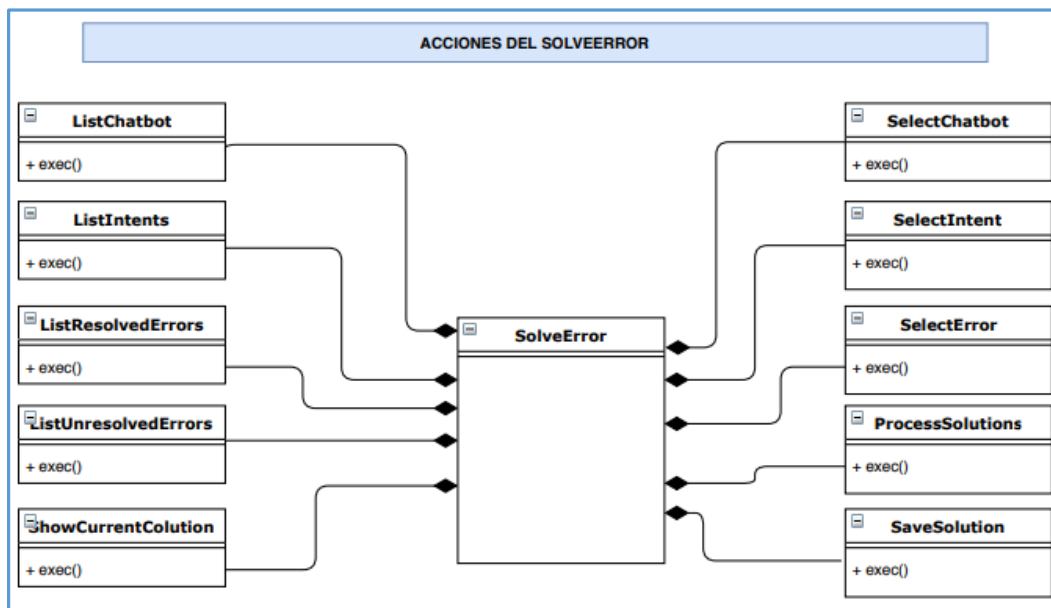 ACCIONES DEL SOLVEERROR
ListChatbot
+ exec()
ListIntents
+ exec()
ListResolvedErrors
+ exec()
ListUnresolvedErrors
+ exec()
ShowCurrentColution
+ exec()
SolveError
SelectChatbot
+ exec()
SelectIntent
+ exec()
SelectError
+ exec()
ProcessSolutions
+ exec()
SaveSolution
+ exec()